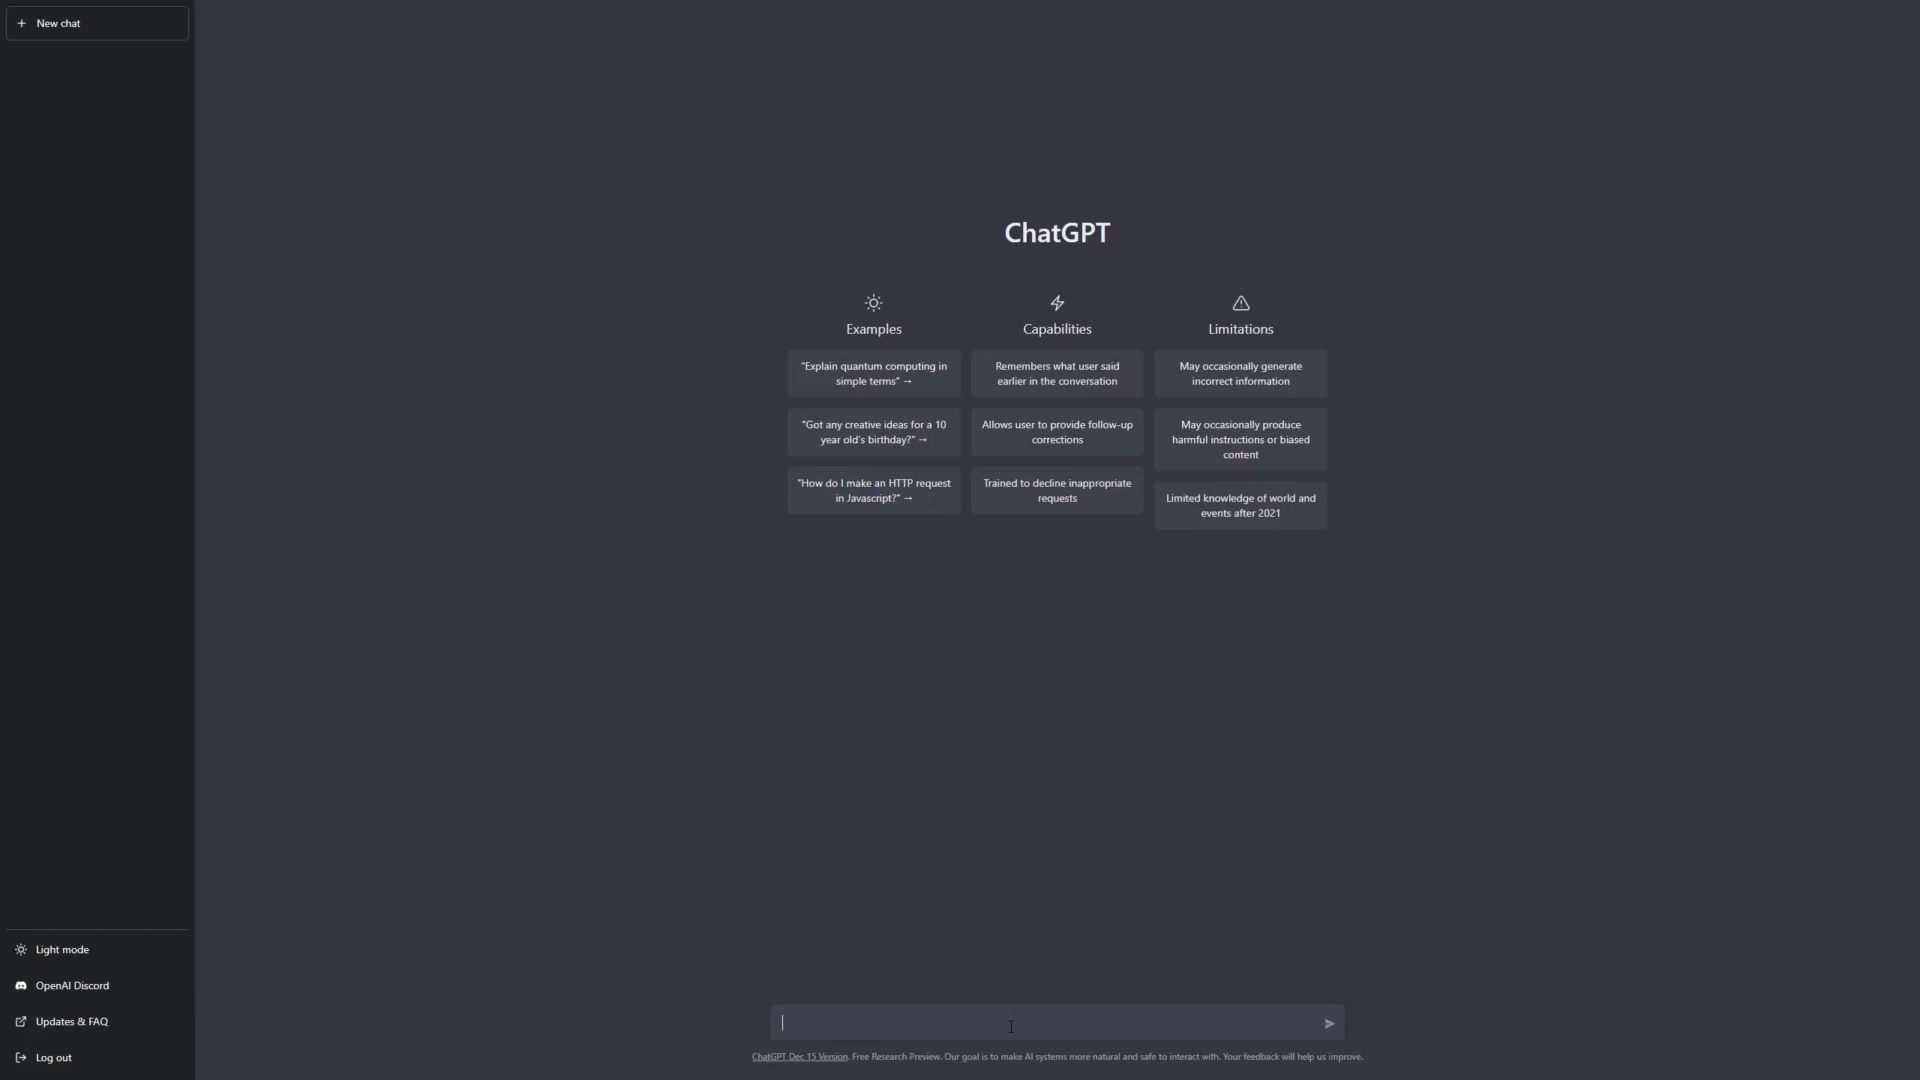 New chat
ChatGPT
Examples
"Explain quantum computing in
simple terms" →
"Got any creative ideas for a 10
year old's birthday?" →
"How do I make an HTTP request
in Javascript?" →
Capabilities
Remembers what user said
earlier in the conversation
Allows user to provide follow-up
corrections
Trained to decline inappropriate
requests
Limitations
May occasionally generate
incorrect information
May occasionally produce
harmful instructions or biased
content
Limited knowledge of world and
events after 2021
Light mode
OpenAI Discord
Updates & FAQ
Log out
ChatGPT Dec 15 Version. Free Research Preview. Our goal is to make AI systems more natural and safe to interact with. Your feedback will help us improve.